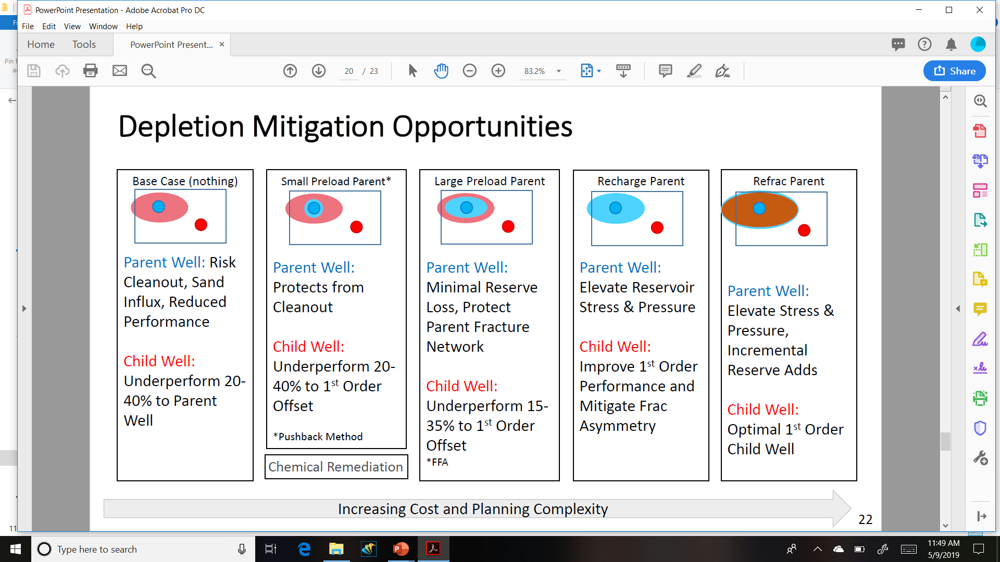 PowerPoint Presentation - Adobe Acrobat Pro DC
File Edit View Window Help
Home Tools PowerPoint Present... ×
20 / 23 83.2% Share
Depletion Mitigation Opportunities
Base Case (nothing)
Parent Well: Risk
Cleanout, Sand
Influx, Reduced
Performance
Child Well:
Underperform 20-
40% to Parent
Well
Small Preload Parent*
Parent Well:
Protects from
Cleanout
Child Well:
Underperform 20-
40% to 1st Order
Offset
*Pushback Method
Chemical Remediation
Large Preload Parent
Parent Well:
Minimal Reserve
Loss, Protect
Parent Fracture
Network
Child Well:
Underperform 15-
35% to 1st Order
Offset
*FFA
Recharge Parent
Parent Well:
Elevate Reservoir
Stress & Pressure
Child Well:
Improve 1st Order
Performance and
Mitigate Frac
Asymmetry
Refrac Parent
Parent Well:
Elevate Stress &
Pressure,
Incremental
Reserve Adds
Child Well:
Optimal 1st Order
Child Well
Increasing Cost and Planning Complexity
22
Type here to search
11:49 AM
5/9/2019